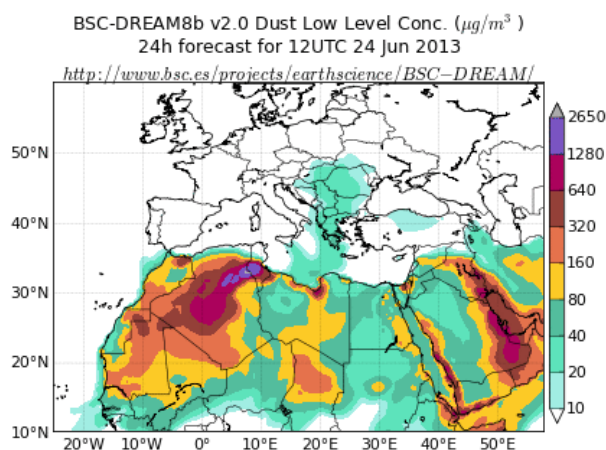 BSC-DREAM8b v2.0 Dust Low Level Conc. (μg/m³ )
24h forecast for 12UTC 24 Jun 2013
http://www.bsc.es/projects/earthscience/BSC−DREAM/
2650
1280
640
320
160
80
40
20
10
50°N
40°N
30°N
20°N
10°N
20°W
10°W
0°
10°E
20°E
30°E
40°E
50°E